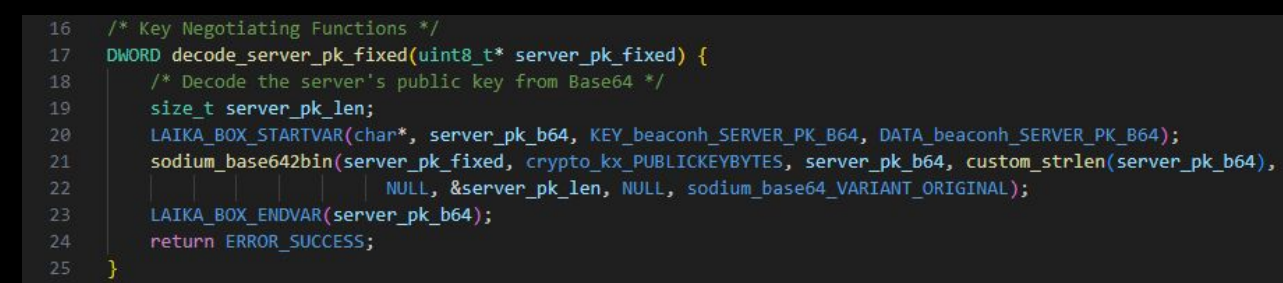 16 /* Key Negotiating Functions */
17 DWORD decode_server_pk_fixed(uint8_t* server_pk_fixed) {
18 /* Decode the server's public key from Base64 */
19 size_t server_pk_len;
20 LAIKA_BOX_STARTVAR(char*, server_pk_b64, KEY_beaconh_SERVER_PK_B64, DATA_beaconh_SERVER_PK_B64);
21 sodium_base642bin(server_pk_fixed, crypto_kx_PUBLICKEYBYTES, server_pk_b64, custom_strlen(server_pk_b64),
22 NULL, &server_pk_len, NULL, sodium_base64_VARIANT_ORIGINAL);
23 LAIKA_BOX_ENDVAR(server_pk_b64);
24 return ERROR_SUCCESS;
25 }